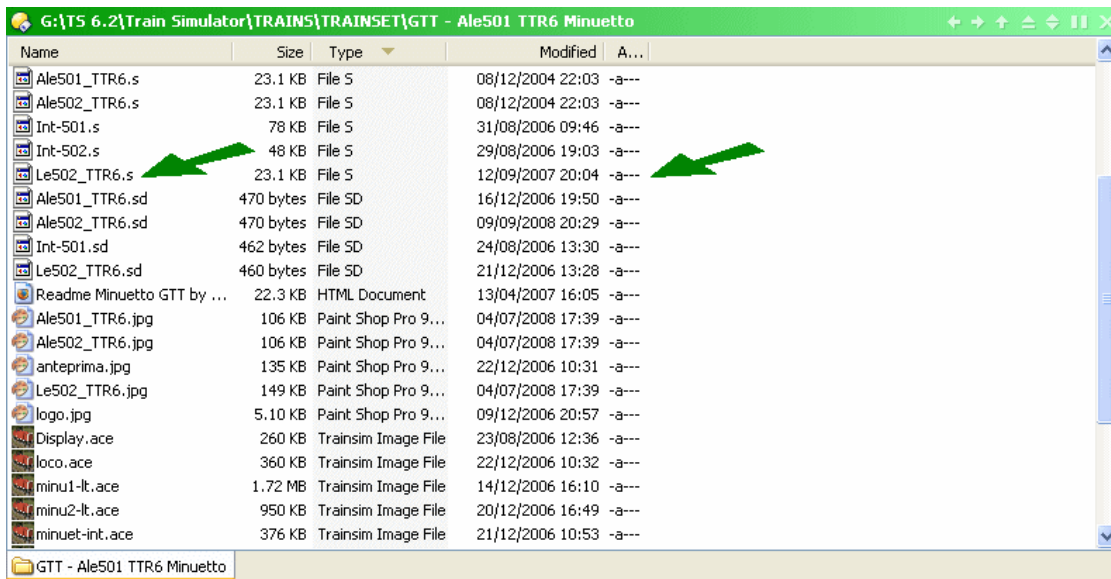 G:\TS 6.2\Train Simulator\TRAINS\TRAINSET\GTT - Ale501 TTR6 Minuetto
Name Size Type Modified A...
Ale501_TTR6.s 23.1 KB File S 08/12/2004 22:03 -a---
Ale502_TTR6.s 23.1 KB File S 08/12/2004 22:03 -a---
Int-501.s 78 KB File S 31/08/2006 09:46 -a---
Int-502.s 48 KB File S 29/08/2006 19:03 -a---
Le502_TTR6.s 23.1 KB File S 12/09/2007 20:04 -a---
Ale501_TTR6.sd 470 bytes File SD 16/12/2006 19:50 -a---
Ale502_TTR6.sd 470 bytes File SD 09/09/2008 20:29 -a---
Int-501.sd 462 bytes File SD 24/08/2006 13:30 -a---
Le502_TTR6.sd 460 bytes File SD 21/12/2006 13:28 -a---
Readme Minuetto GTT by ... 22.3 KB HTML Document 13/04/2007 16:05 -a---
Ale501_TTR6.jpg 106 KB Paint Shop Pro 9... 04/07/2008 17:39 -a---
Ale502_TTR6.jpg 106 KB Paint Shop Pro 9... 04/07/2008 17:39 -a---
anteprima.jpg 135 KB Paint Shop Pro 9... 22/12/2006 10:31 -a---
Le502_TTR6.jpg 149 KB Paint Shop Pro 9... 04/07/2008 17:39 -a---
logo.jpg 5.10 KB Paint Shop Pro 9... 09/12/2006 20:57 -a---
Display.ace 260 KB Trainsim Image File 23/08/2006 12:36 -a---
loco.ace 360 KB Trainsim Image File 22/12/2006 10:32 -a---
minu1-lt.ace 1.72 MB Trainsim Image File 14/12/2006 16:10 -a---
minu2-lt.ace 950 KB Trainsim Image File 20/12/2006 16:49 -a---
minuet-int.ace 376 KB Trainsim Image File 21/12/2006 10:53 -a---
GTT - Ale501 TTR6 Minuetto